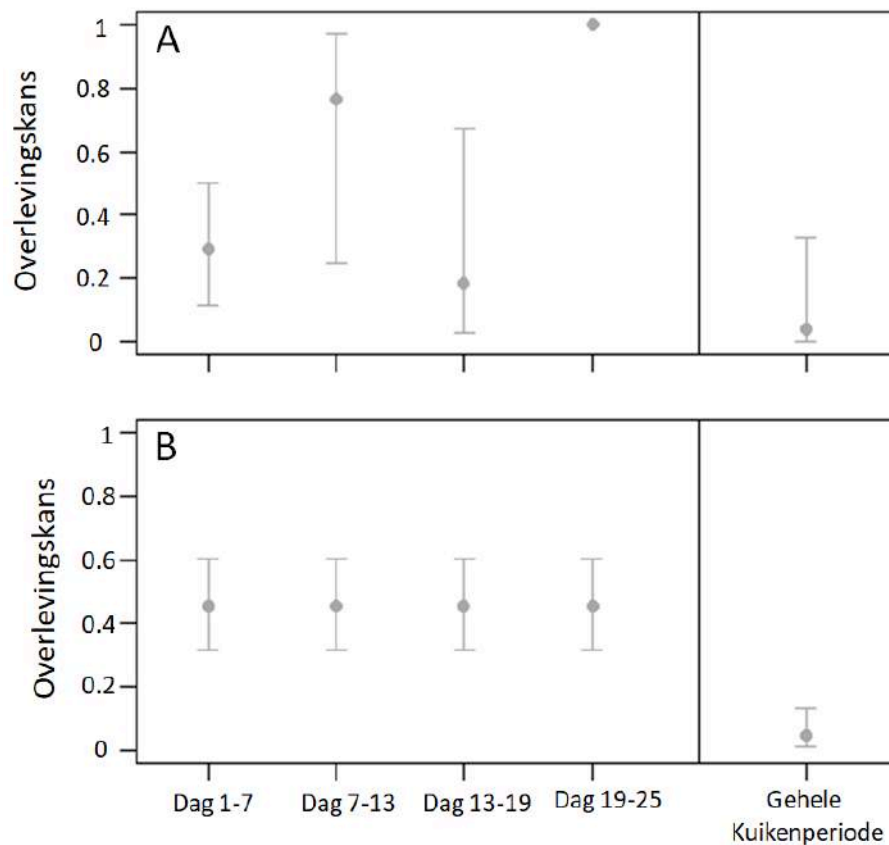 A
Overlevingskans
1
0.8
0.6
0.4
0.2
0
B
Overlevingskans
1
0.8
0.6
0.4
0.2
0
Dag 1-7
Dag 7-13
Dag 13-19
Dag 19-25
Gehele
Kuikenperiode